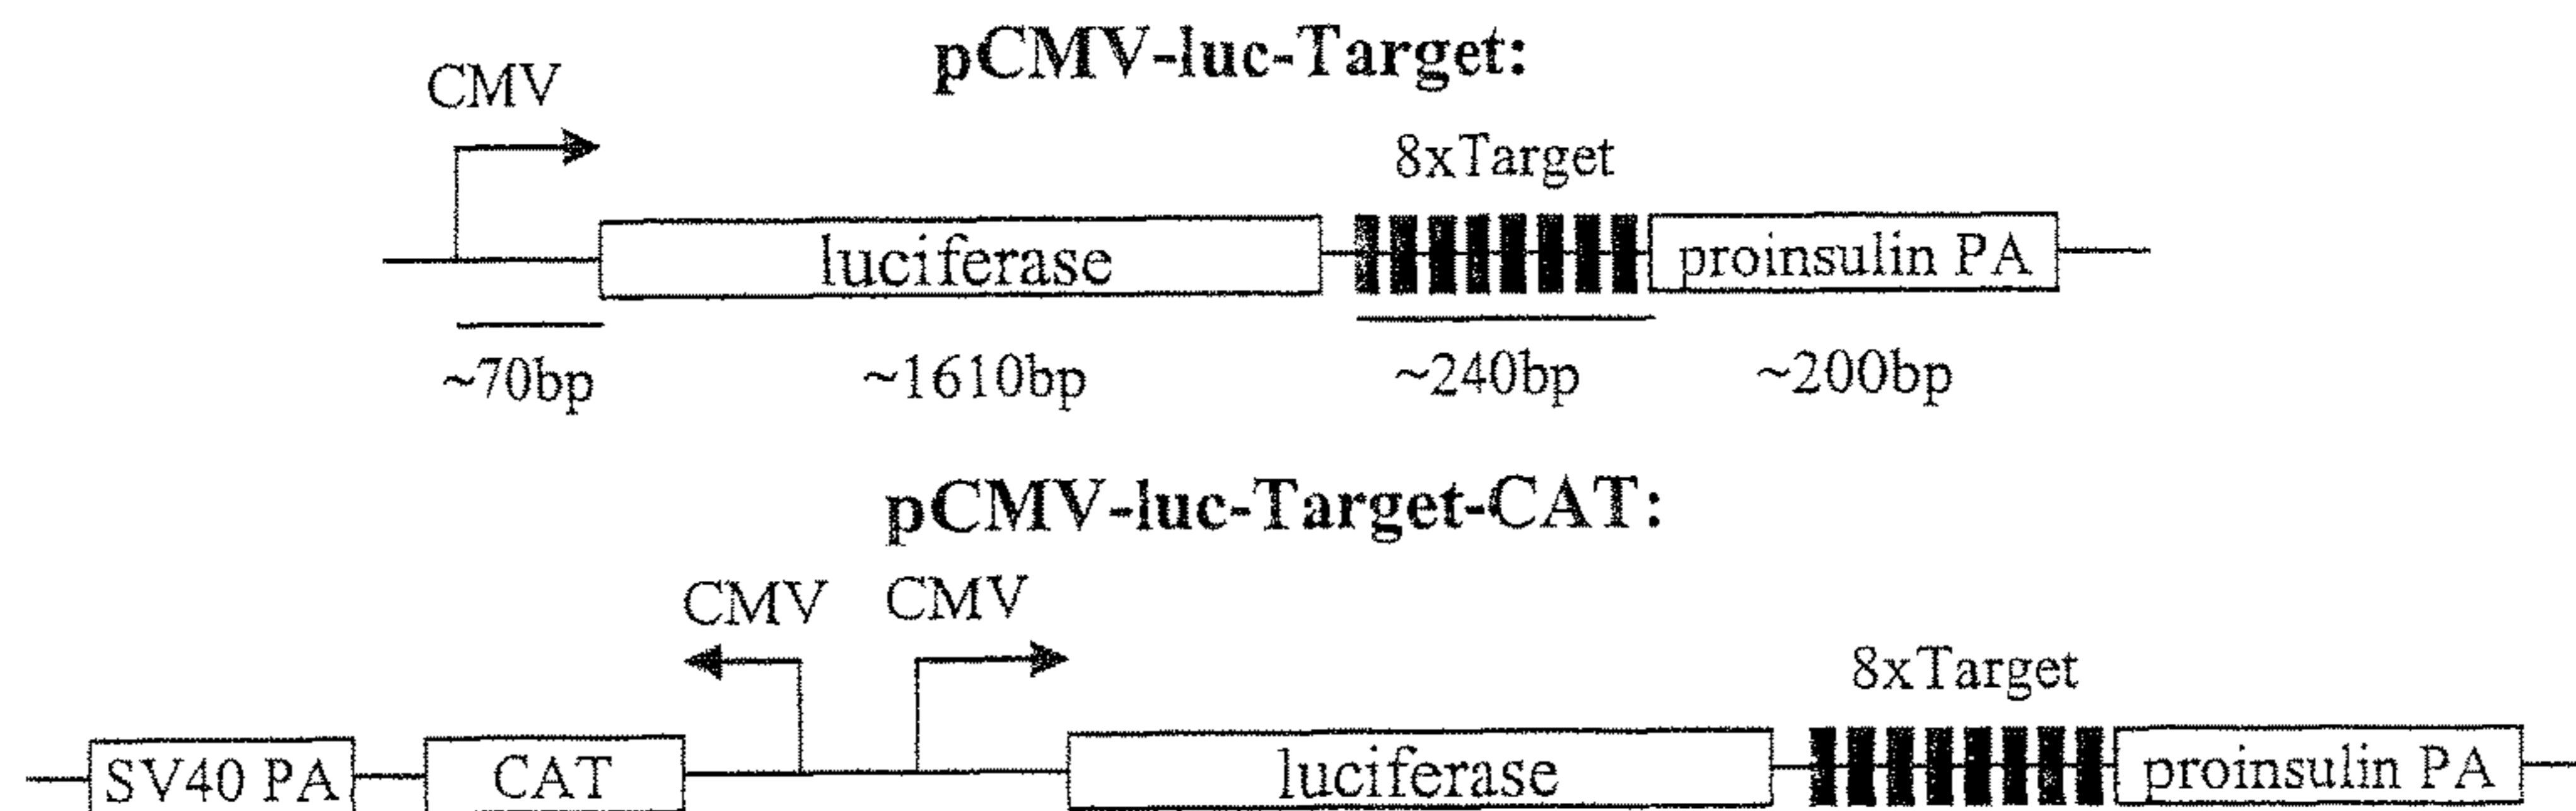 pCMV-luc-Target:
CMV
8xTarget
luciferase
proinsulin PA
~70bp ~1610bp ~240bp ~200bp
pCMV-luc-Target-CAT:
CMV CMV
8xTarget
SV40 PA CAT luciferase proinsulin PA